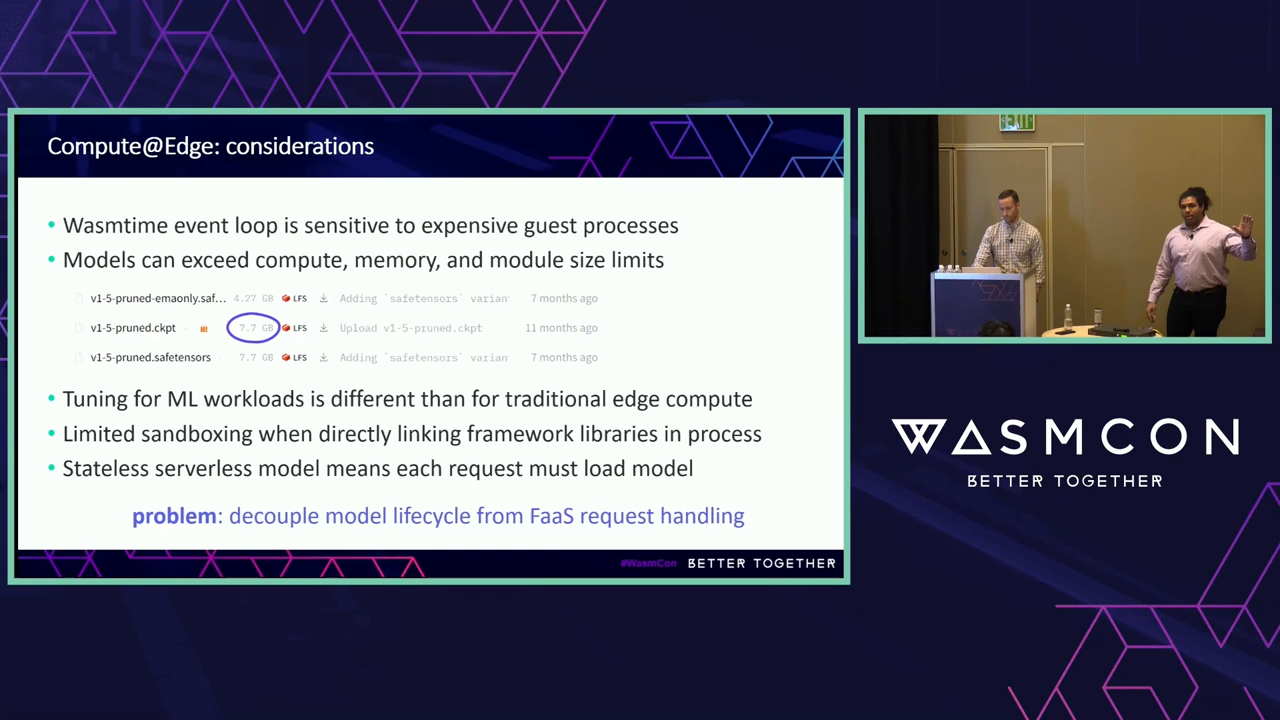 Compute@Edge: considerations
• Wasmtime event loop is sensitive to expensive guest processes
• Models can exceed compute, memory, and module size limits
v1-5-pruned-emaonly.saf... 4.27 GB LFS Adding `safetensors` varian 7 months ago
v1-5-pruned.ckpt 7.7 GB LFS Upload v1-5-pruned.ckpt 11 months ago
v1-5-pruned.safetensors 7.7 GB LFS Adding `safetensors` varian 7 months ago
• Tuning for ML workloads is different than for traditional edge compute
• Limited sandboxing when directly linking framework libraries in process
• Stateless serverless model means each request must load model
problem: decouple model lifecycle from FaaS request handling
#WasmCon BETTER TOGETHER
EXIT
WASMCON
BETTER TOGETHER